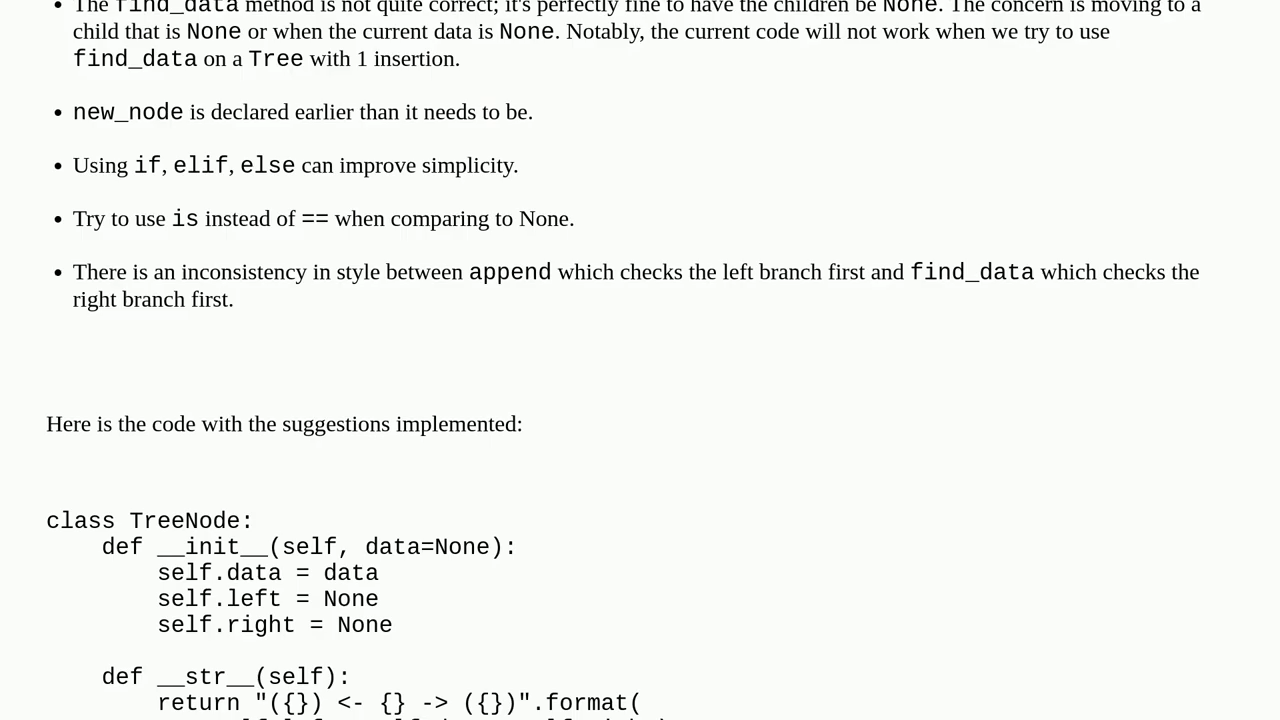 • The find_data method is not quite correct; it's perfectly fine to have the children be None. The concern is moving to a
child that is None or when the current data is None. Notably, the current code will not work when we try to use
find_data on a Tree with 1 insertion.
• new_node is declared earlier than it needs to be.
• Using if, elif, else can improve simplicity.
• Try to use is instead of == when comparing to None.
• There is an inconsistency in style between append which checks the left branch first and find_data which checks the
right branch first.
Here is the code with the suggestions implemented:
class TreeNode:
    def __init__(self, data=None):
        self.data = data
        self.left = None
        self.right = None
    def __str__(self):
        return "({}) <- {} -> ({})".format(